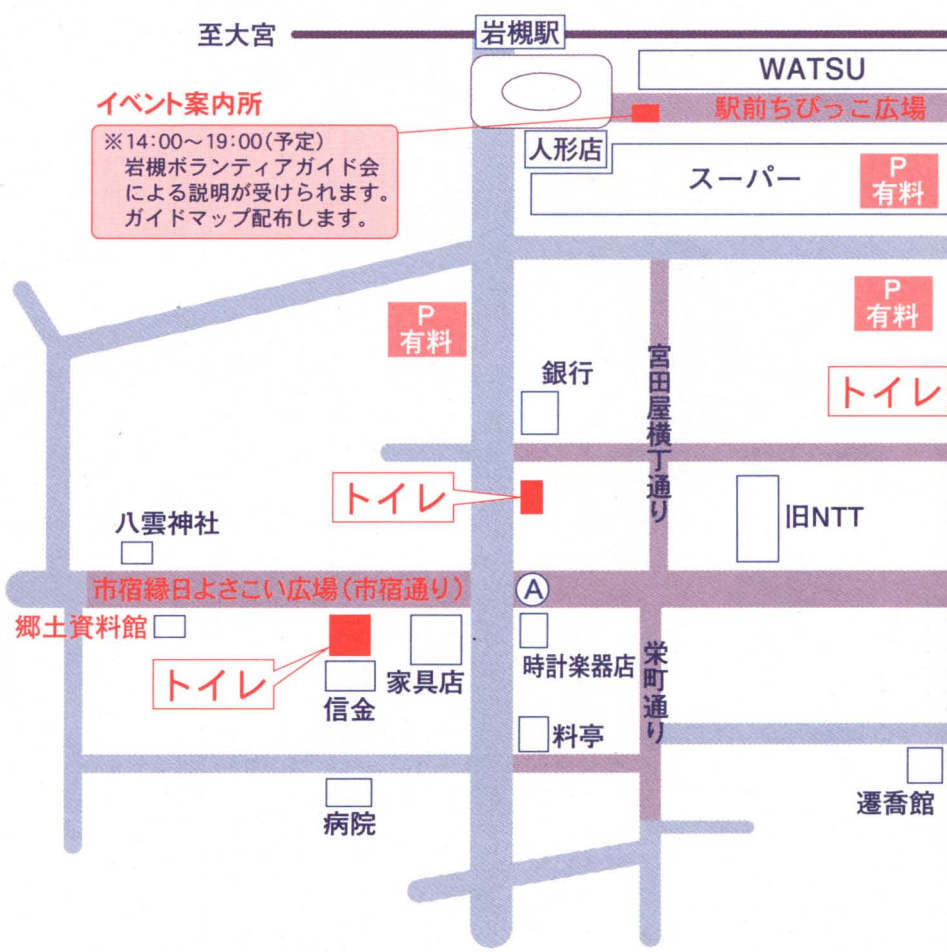 至大宮
岩槻駅
WATSU
イベント案内所
駅前ちびっこ広場
※14:00〜19:00(予定)
岩槻ボランティアガイド会
による説明が受けられます。
ガイドマップ配布します。
人形店
スーパー
P
有料
P
有料
P
有料
銀行
宮田屋横丁通り
トイレ
トイレ
旧NTT
八雲神社
市宿縁日よさこい広場(市宿通り)
A
郷土資料館
トイレ
信金
家具店
時計楽器店
栄町通り
料亭
病院
遷喬館